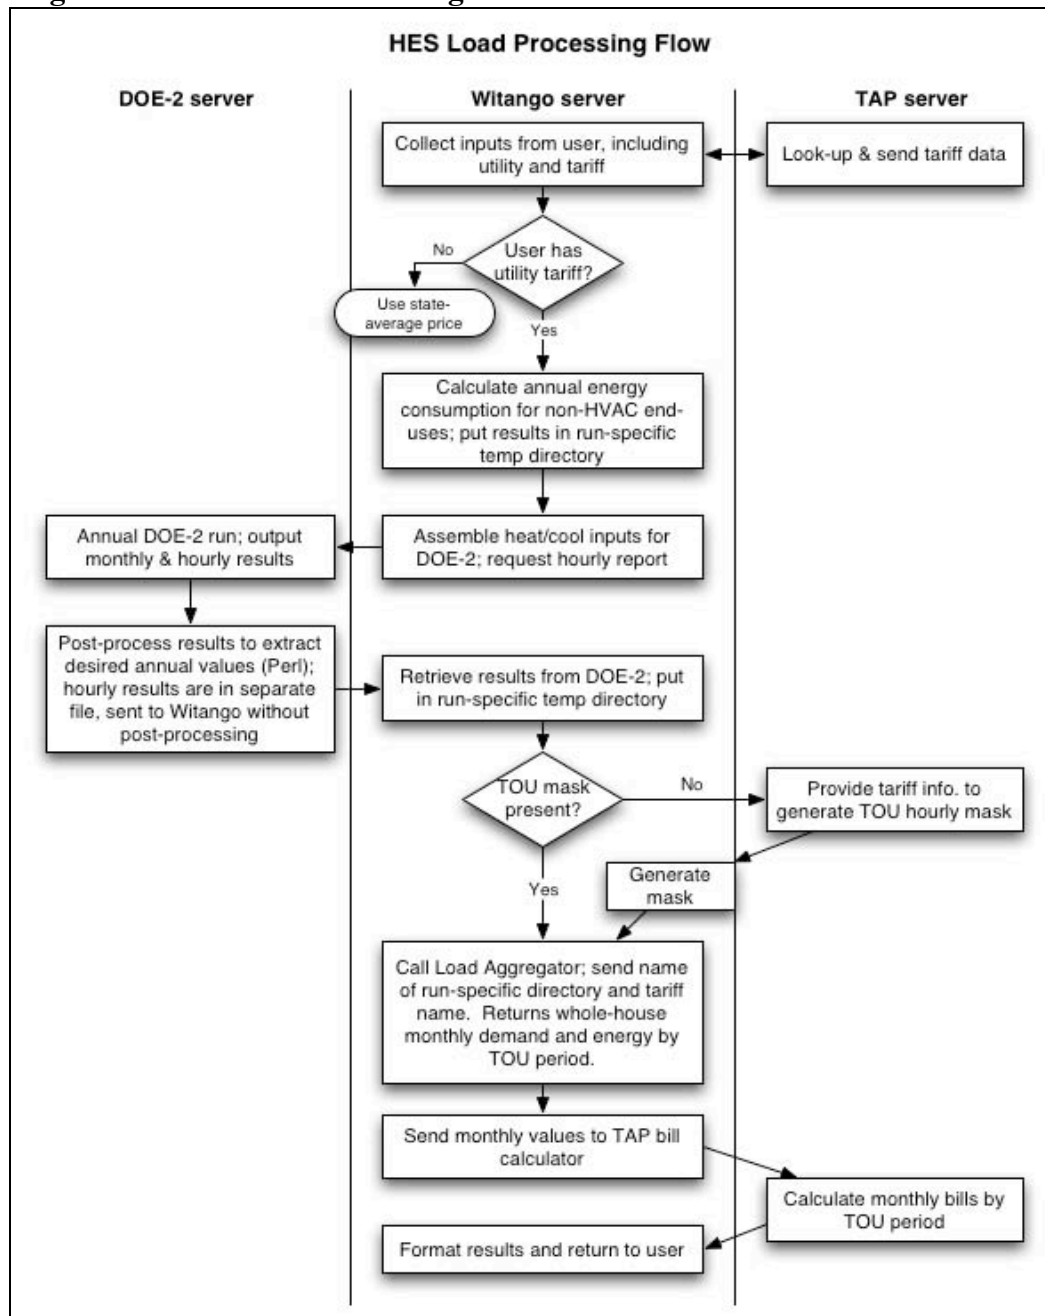 HES Load Processing Flow
DOE-2 server
Witango server
TAP server
Collect inputs from user, including
utility and tariff
Look-up & send tariff data
User has
utility tariff?
No
Use state-
average price
Yes
Calculate annual energy
consumption for non-HVAC end-
uses; put results in run-specific
temp directory
Annual DOE-2 run; output
monthly & hourly results
Assemble heat/cool inputs for
DOE-2; request hourly report
Post-process results to extract
desired annual values (Perl);
hourly results are in separate
file, sent to Witango without
post-processing
Retrieve results from DOE-2; put
in run-specific temp directory
TOU mask
present?
No
Provide tariff info. to
generate TOU hourly mask
Generate
mask
Yes
Call Load Aggregator; send name
of run-specific directory and tariff
name.  Returns whole-house
monthly demand and energy by
TOU period.
Send monthly values to TAP bill
calculator
Calculate monthly bills by
TOU period
Format results and return to user